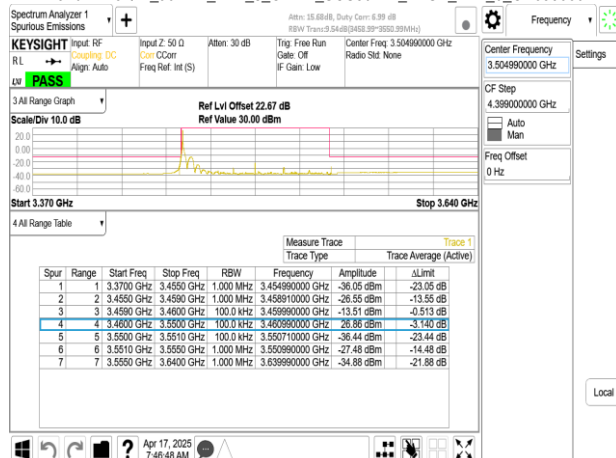 Spectrum Analyzer 1
Spurious Emissions
Attn: 15.68dB, Duty Corr: 6.99 dB
RBW Trans:9.54dB(3458.99~3550.99MHz)
Frequency
KEYSIGHT
RL
LXI
PASS
Input: RF
Coupling: DC
Align: Auto
Input Z: 50 Ω
Corr CCorr
Freq Ref: Int (S)
Atten: 30 dB
Trig: Free Run
Gate: Off
IF Gain: Low
Center Freq: 3.504990000 GHz
Radio Std: None
Center Frequency
3.504990000 GHz
Settings
CF Step
4.399000000 GHz
Auto
Man
Freq Offset
0 Hz
3 All Range Graph
Scale/Div 10.0 dB
Ref Lvl Offset 22.67 dB
Ref Value 30.00 dBm
20.0
0.00
-20.0
-40.0
-60.0
Start 3.370 GHz
Stop 3.640 GHz
4 All Range Table
Measure Trace Trace 1
Trace Type Trace Average (Active)
Spur Range Start Freq Stop Freq RBW Frequency Amplitude ΔLimit
1 1 3.3700 GHz 3.4550 GHz 1.000 MHz 3.454990000 GHz -36.05 dBm -23.05 dB
2 2 3.4550 GHz 3.4590 GHz 1.000 MHz 3.458910000 GHz -26.55 dBm -13.55 dB
3 3 3.4590 GHz 3.4600 GHz 100.0 kHz 3.459990000 GHz -13.51 dBm -0.513 dB
4 4 3.4600 GHz 3.5500 GHz 100.0 kHz 3.460990000 GHz 26.86 dBm -3.140 dB
5 5 3.5500 GHz 3.5510 GHz 100.0 kHz 3.550710000 GHz -36.44 dBm -23.44 dB
6 6 3.5510 GHz 3.5550 GHz 1.000 MHz 3.550990000 GHz -27.48 dBm -14.48 dB
7 7 3.5550 GHz 3.6400 GHz 1.000 MHz 3.639990000 GHz -34.88 dBm -21.88 dB
Local
?
Apr 17, 2025
7:46:48 AM